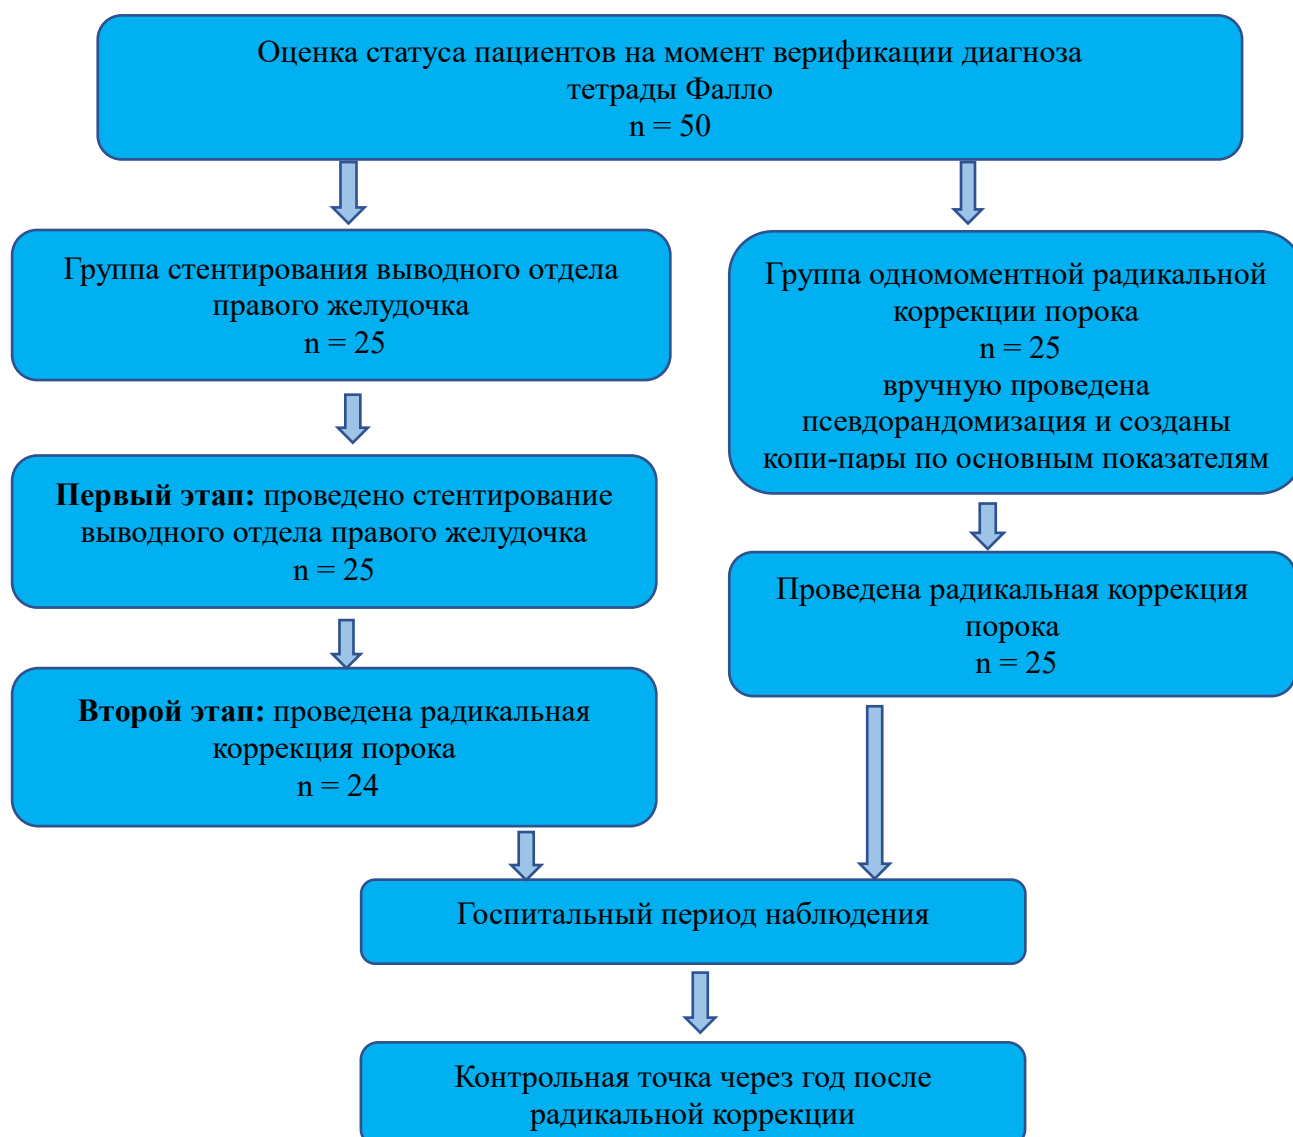 Оценка статуса пациентов на момент верификации диагноза
тетрады Фалло
n = 50
Группа стентирования выводного отдела
правого желудочка
n = 25
Группа одномоментной радикальной
коррекции порока
n = 25
вручную проведена
псевдорандомизация и созданы
копи-пары по основным показателям
Первый этап: проведено стентирование
выводного отдела правого желудочка
n = 25
Проведена радикальная коррекция
порока
n = 25
Второй этап: проведена радикальная
коррекция порока
n = 24
Госпитальный период наблюдения
Контрольная точка через год после
радикальной коррекции